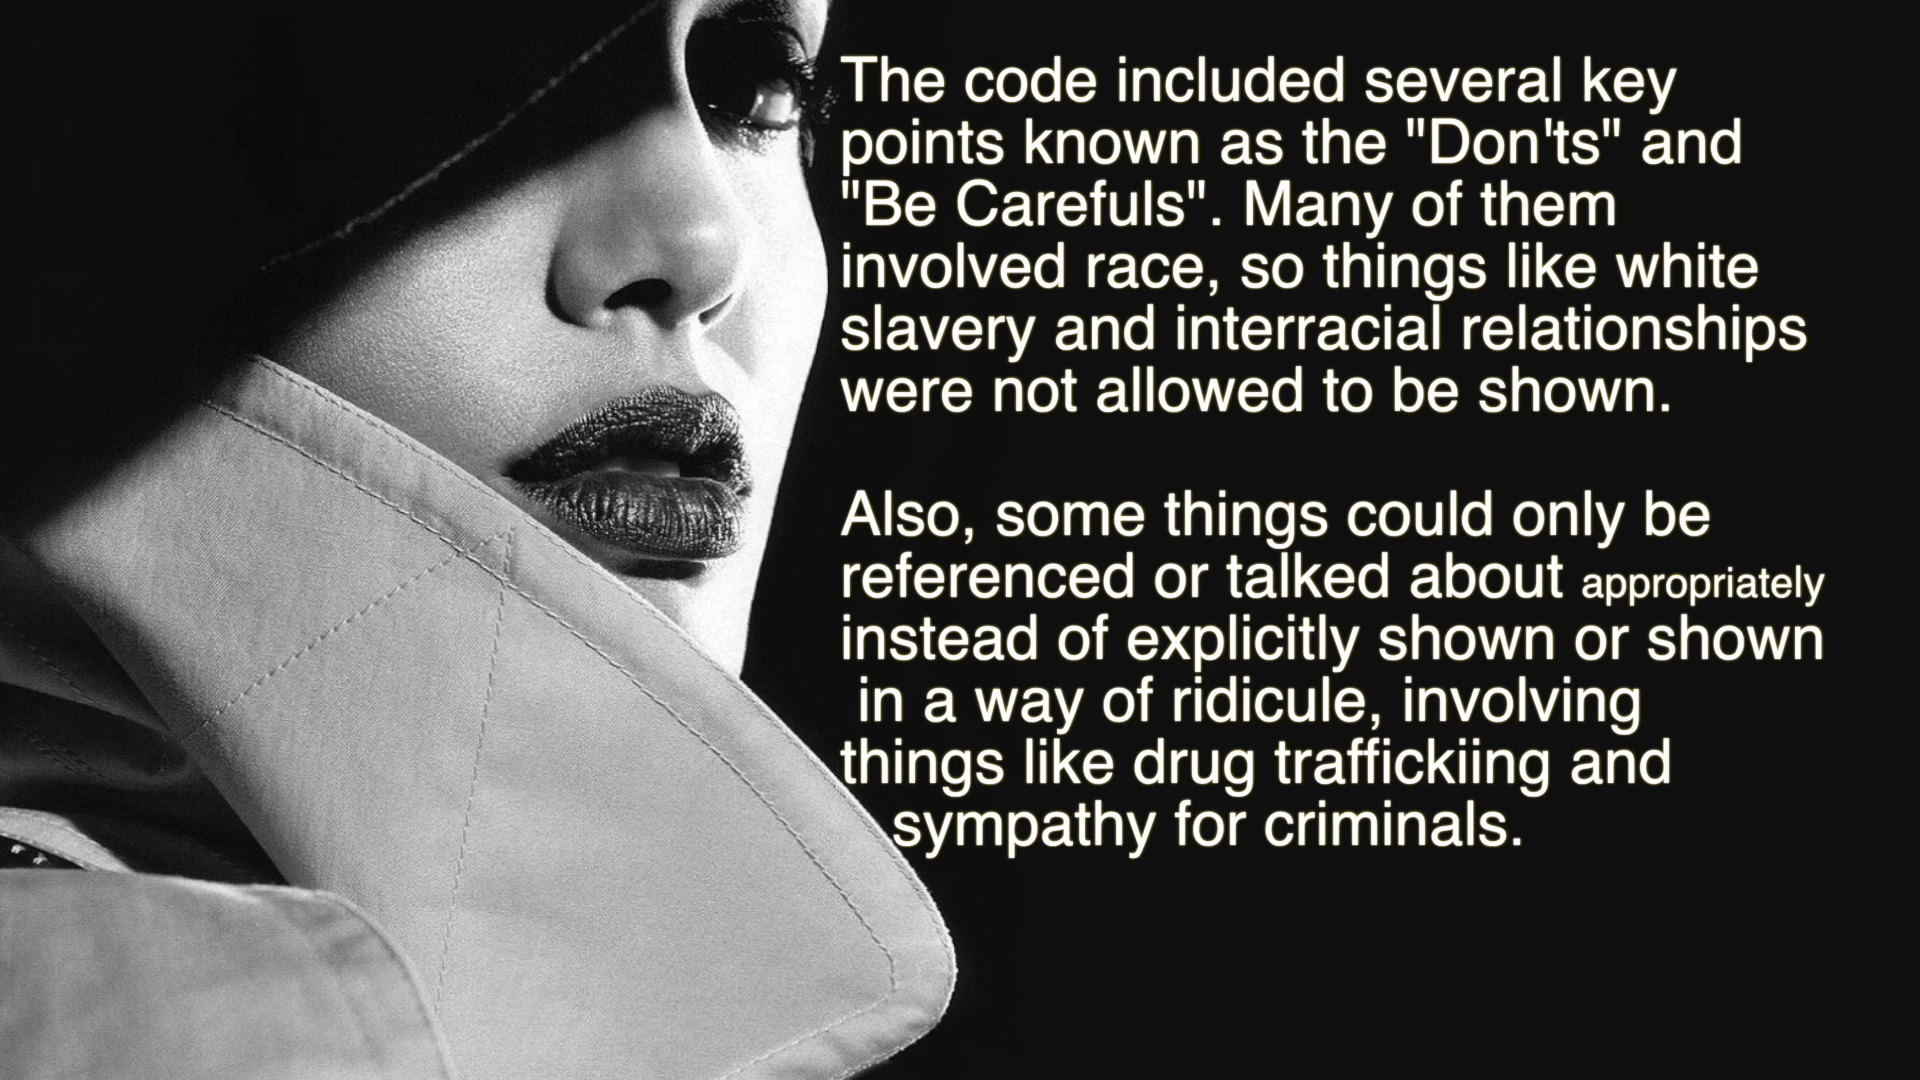 The code included several key
points known as the "Don'ts" and
"Be Carefuls". Many of them
involved race, so things like white
slavery and interracial relationships
were not allowed to be shown.
Also, some things could only be
referenced or talked about appropriately
instead of explicitly shown or shown
in a way of ridicule, involving
things like drug traffickiing and
sympathy for criminals.